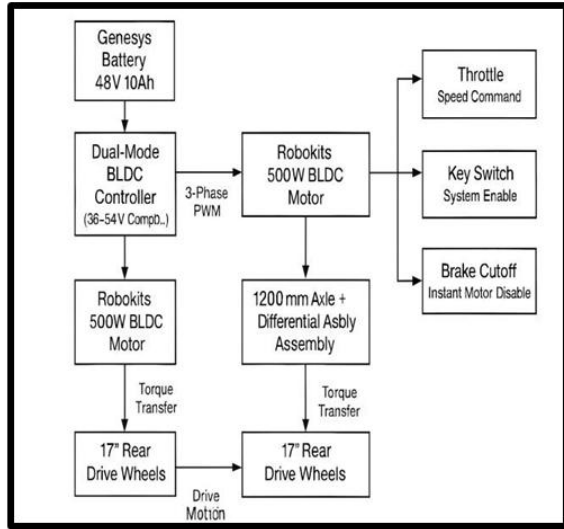 Genesys
Battery
48V 10Ah
Dual-Mode
BLDC
Controller
(36-54V CompD..)
3-Phase
PWM
Robokits
500W BLDC
Motor
Throttle
Speed Command
Key Switch
System Enable
Brake Cutoff
Instant Motor Disable
Robokits
500W BLDC
Motor
1200 mm Axle +
Differential Asbly
Assembly
Torque
Transfer
Torque
Transfer
17" Rear
Drive Wheels
Drive
Motion
17" Rear
Drive Wheels